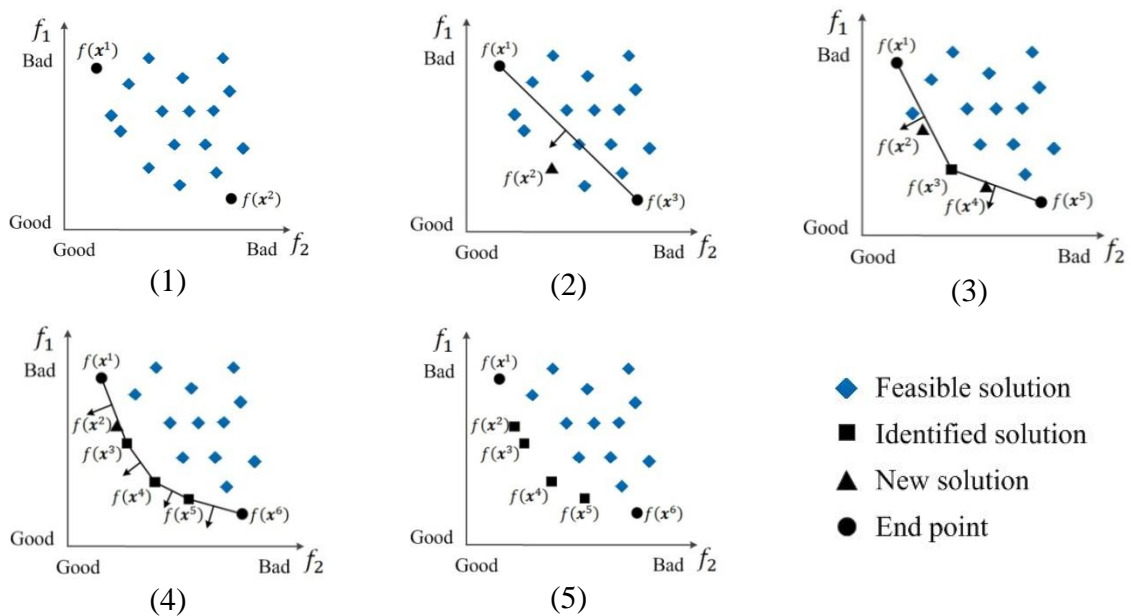 f₁
Bad
f(x¹)
f(x²)
Good
Good
Bad f₂
(1)
f₁
Bad
f(x¹)
f(x²)
f(x³)
Good
Good
Bad f₂
(2)
f₁
Bad
f(x¹)
f(x²)
f(x³)
f(x⁴)
f(x⁵)
Good
Good
Bad f₂
(3)
f₁
Bad
f(x¹)
f(x²)
f(x³)
f(x⁴)
f(x⁵)
f(x⁶)
Good
Good
Bad f₂
(4)
f₁
Bad
f(x¹)
f(x²)
f(x³)
f(x⁴)
f(x⁵)
f(x⁶)
Good
Good
Bad f₂
(5)
Feasible solution
Identified solution
New solution
End point